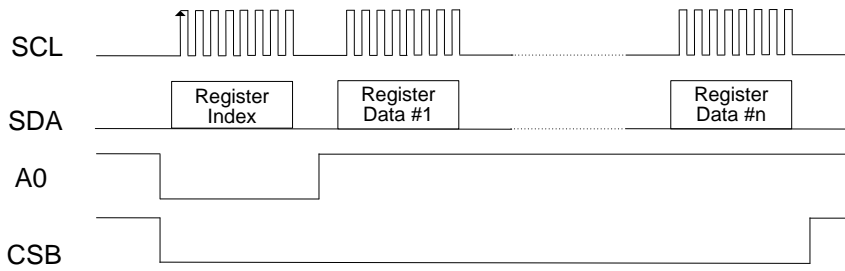 SCL
SDA
Register
Index
Register
Data #1
Register
Data #n
A0
CSB